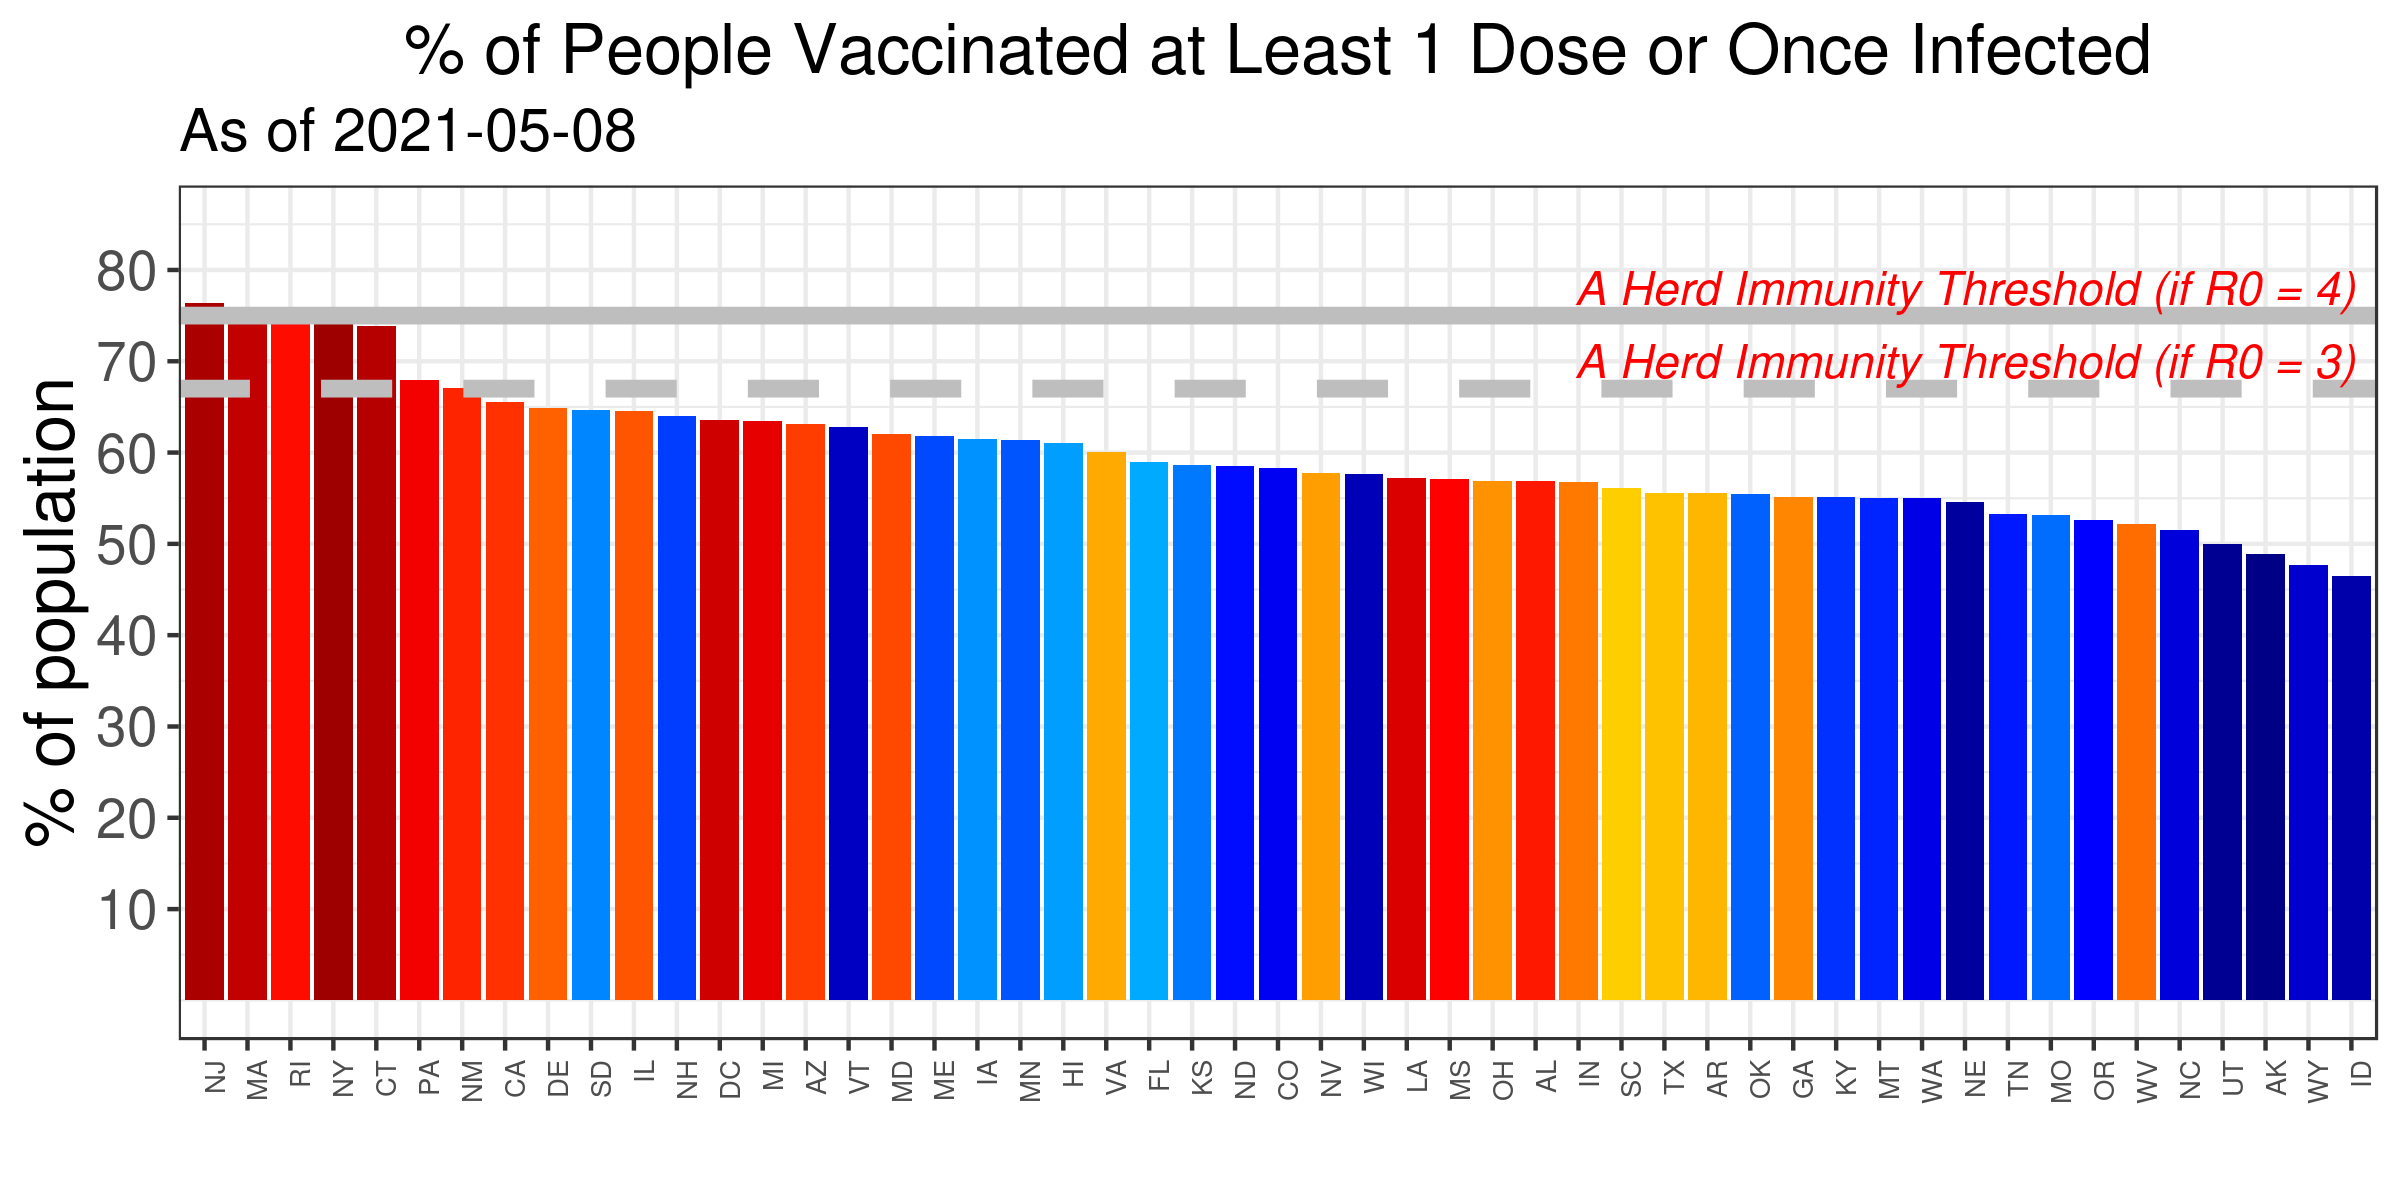 % of People Vaccinated at Least 1 Dose or Once Infected
As of 2021-05-08
% of population
80
70
60
50
40
30
20
10
A Herd Immunity Threshold (if R0 = 4)
A Herd Immunity Threshold (if R0 = 3)
NJ MA RI NY CT PA NM CA DE SD IL NH DC MI AZ VT MD ME IA MN HI VA FL KS ND CO NV WI LA MS OH AL IN SC TX AR OK GA KY MT WA NE TN MO OR WV NC UT AK WY ID